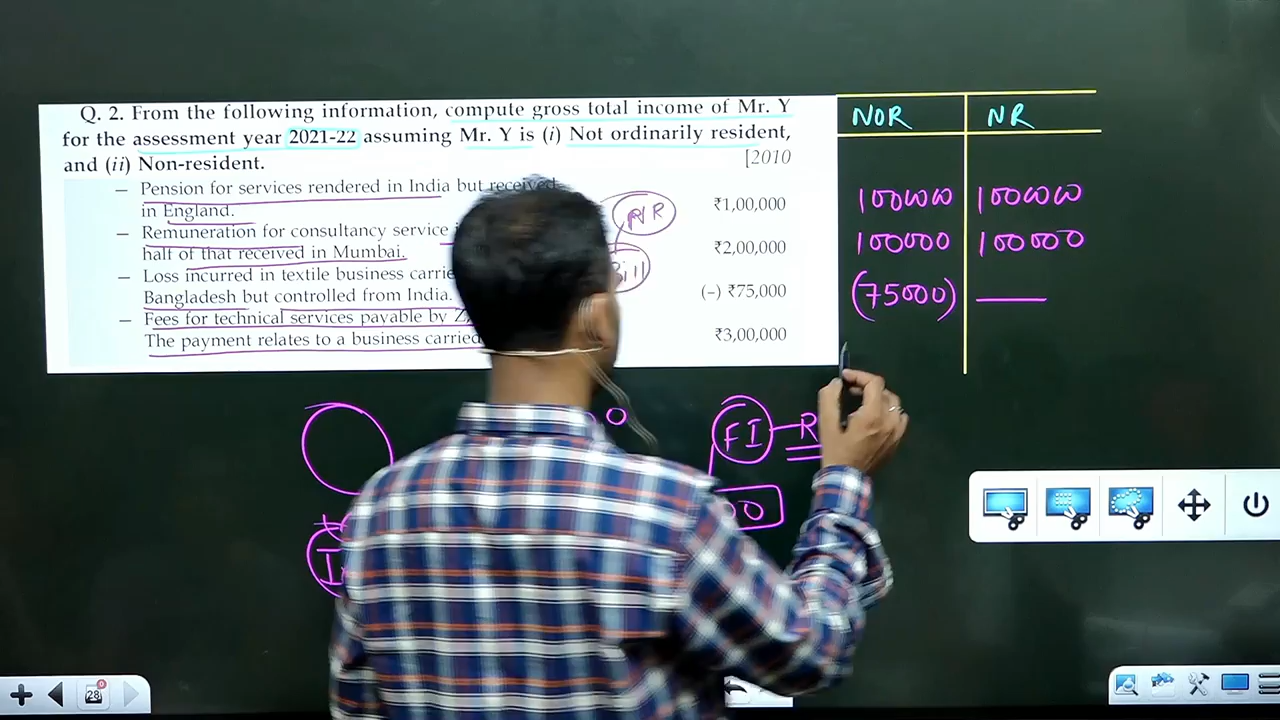 Q. 2. From the following information, compute gross total income of Mr. Y
for the assessment year 2021-22 assuming Mr. Y is (i) Not ordinarily resident,
and (ii) Non-resident.
[2010
— Pension for services rendered in India but received
in England.
₹1,00,000
— Remuneration for consultancy service
half of that received in Mumbai.
₹2,00,000
— Loss incurred in textile business
Bangladesh but controlled from India.
(–) ₹75,000
— Fees for technical services payable by
The payment relates to a business carried
₹3,00,000
NOR NR
100000 100000
100000 100000
(75000) —
NR
FI R
00